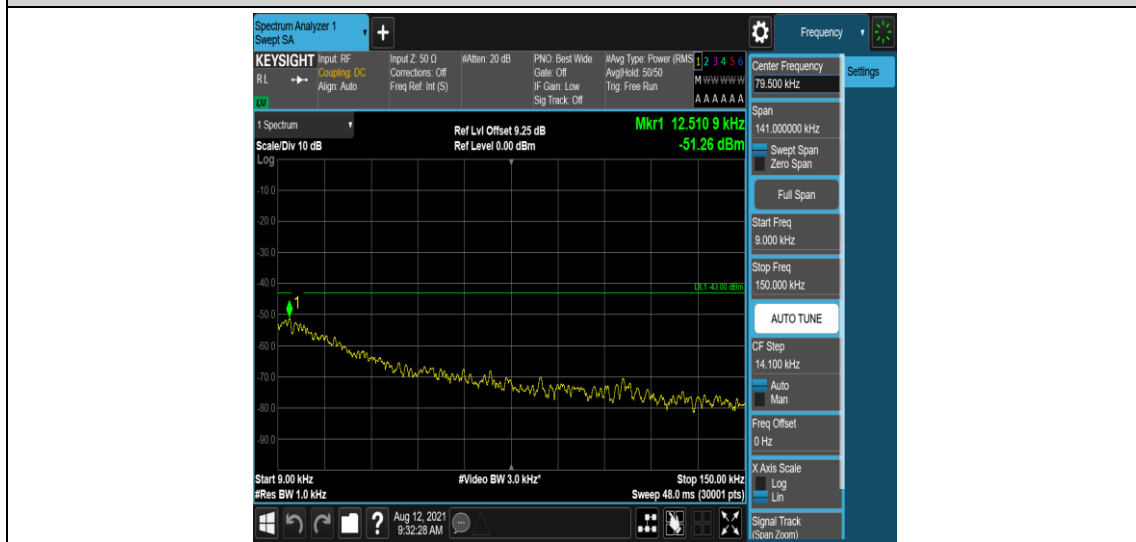 Spectrum Analyzer 1
Swept SA
+
Frequency
KEYSIGHT
Input: RF
Coupling: DC
Align: Auto
Input Z: 50 Ω
Corrections: Off
Freq Ref: Int (S)
#Atten: 20 dB
PNO: Best Wide
Gate: Off
IF Gain: Low
Sig Track: Off
#Avg Type: Power (RMS
Avg|Hold: 50/50
Trig: Free Run
1 2 3 4 5 6
M W W W W W
A A A A A A
R L
LXI
Center Frequency
79.500 kHz
Settings
Span
141.000000 kHz
Swept Span
Zero Span
Full Span
Start Freq
9.000 kHz
Stop Freq
150.000 kHz
AUTO TUNE
CF Step
14.100 kHz
Auto
Man
Freq Offset
0 Hz
X Axis Scale
Log
Lin
Signal Track
(Span Zoom)
1 Spectrum
Scale/Div 10 dB
Ref Lvl Offset 9.25 dB
Ref Level 0.00 dBm
Mkr1 12.510 9 kHz
-51.26 dBm
Log
-10.0
-20.0
-30.0
-40.0
DL1 -43.00 dBm
1
-50.0
-60.0
-70.0
-80.0
-90.0
Start 9.00 kHz
#Video BW 3.0 kHz*
Stop 150.00 kHz
#Res BW 1.0 kHz
Sweep 48.0 ms (30001 pts)
?
Aug 12, 2021
9:32:28 AM